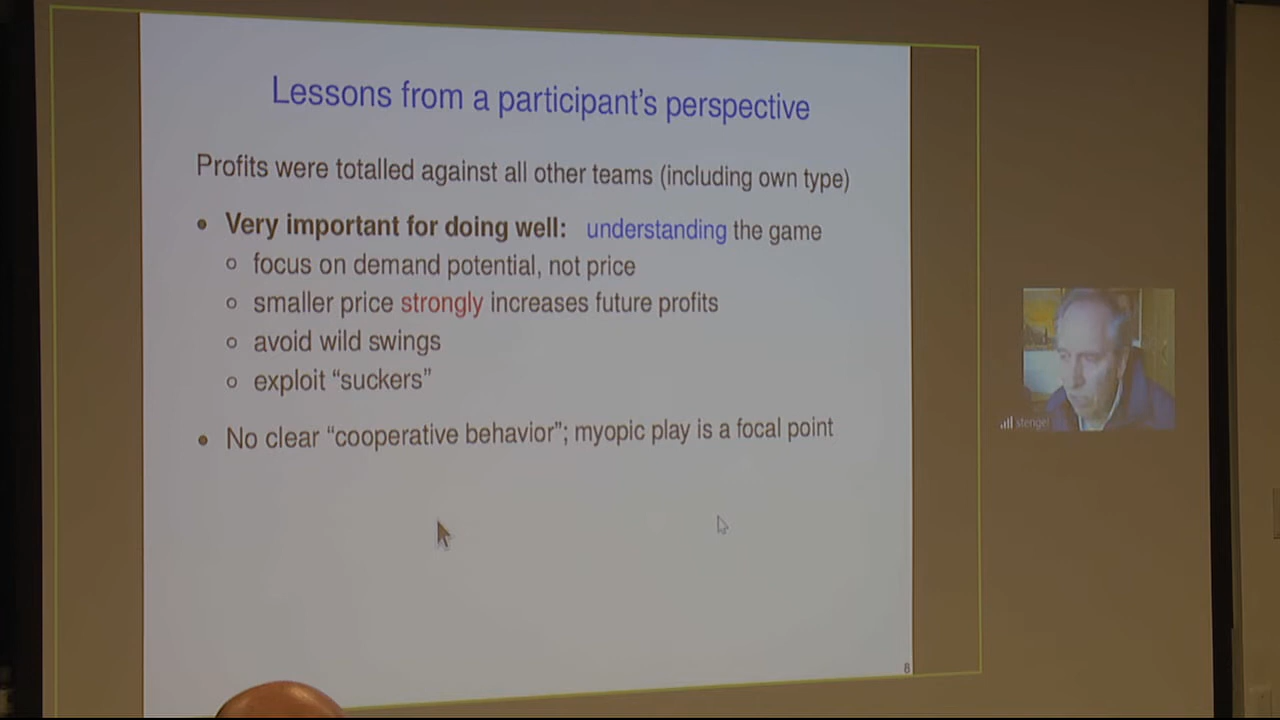 Lessons from a participant's perspective
Profits were totalled against all other teams (including own type)
• Very important for doing well: understanding the game
○ focus on demand potential, not price
○ smaller price strongly increases future profits
○ avoid wild swings
○ exploit “suckers”
• No clear “cooperative behavior”; myopic play is a focal point
stengel
8